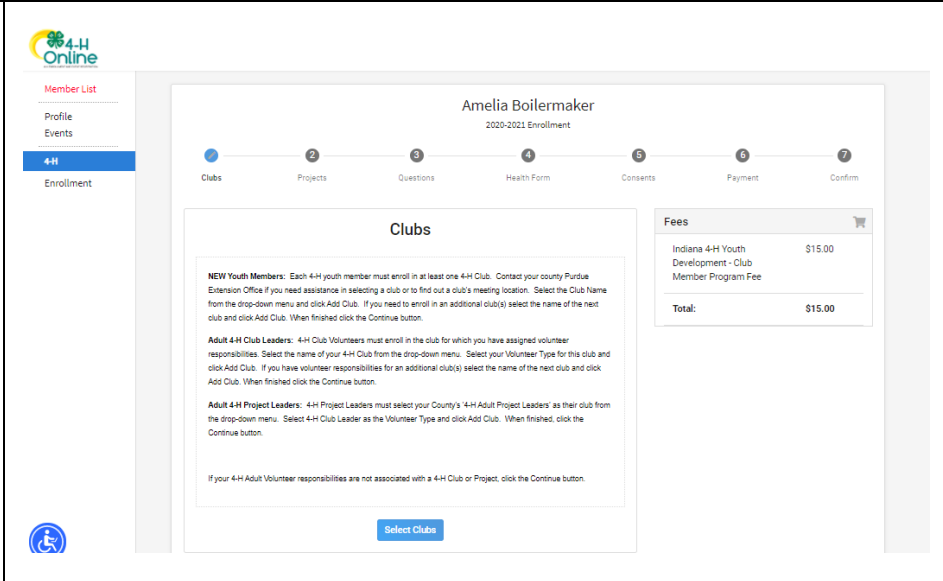 4-H
Online
Member List
Profile
Events
4-H
Enrollment
Amelia Boilermaker
2020-2021 Enrollment
2
3
4
5
6
7
Clubs
Projects
Questions
Health Form
Consents
Payment
Confirm
Clubs
NEW Youth Members: Each 4-H youth member must enroll in at least one 4-H Club. Contact your county Purdue
Extension Office if you need assistance in selecting a club or to find out a club's meeting location. Select the Club Name
from the drop-down menu and click Add Club. If you need to enroll in an additional club(s) select the name of the next
club and click Add Club. When finished click the Continue button.
Adult 4-H Club Leaders: 4-H Club Volunteers must enroll in the club for which you have assigned volunteer
responsibilities. Select the name of your 4-H Club from the drop-down menu. Select your Volunteer Type for this club and
click Add Club. If you have volunteer responsibilities for an additional club(s) select the name of the next club and click
Add Club. When finished click the Continue button.
Adult 4-H Project Leaders: 4-H Project Leaders must select your County's '4-H Adult Project Leaders' as their club from
the drop-down menu. Select 4-H Club Leader as the Volunteer Type and click Add Club. When finished, click the
Continue button.
If your 4-H Adult Volunteer responsibilities are not associated with a 4-H Club or Project, click the Continue button.
Select Clubs
Fees
Indiana 4-H Youth $15.00
Development - Club
Member Program Fee
Total: $15.00